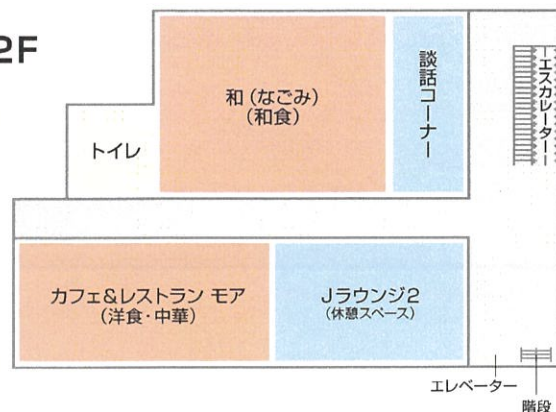 2F
和(なごみ)
(和食)
談話コーナー
エスカレーター
トイレ
カフェ&レストラン モア
(洋食・中華)
Jラウンジ2
(休憩スペース)
エレベーター
階段